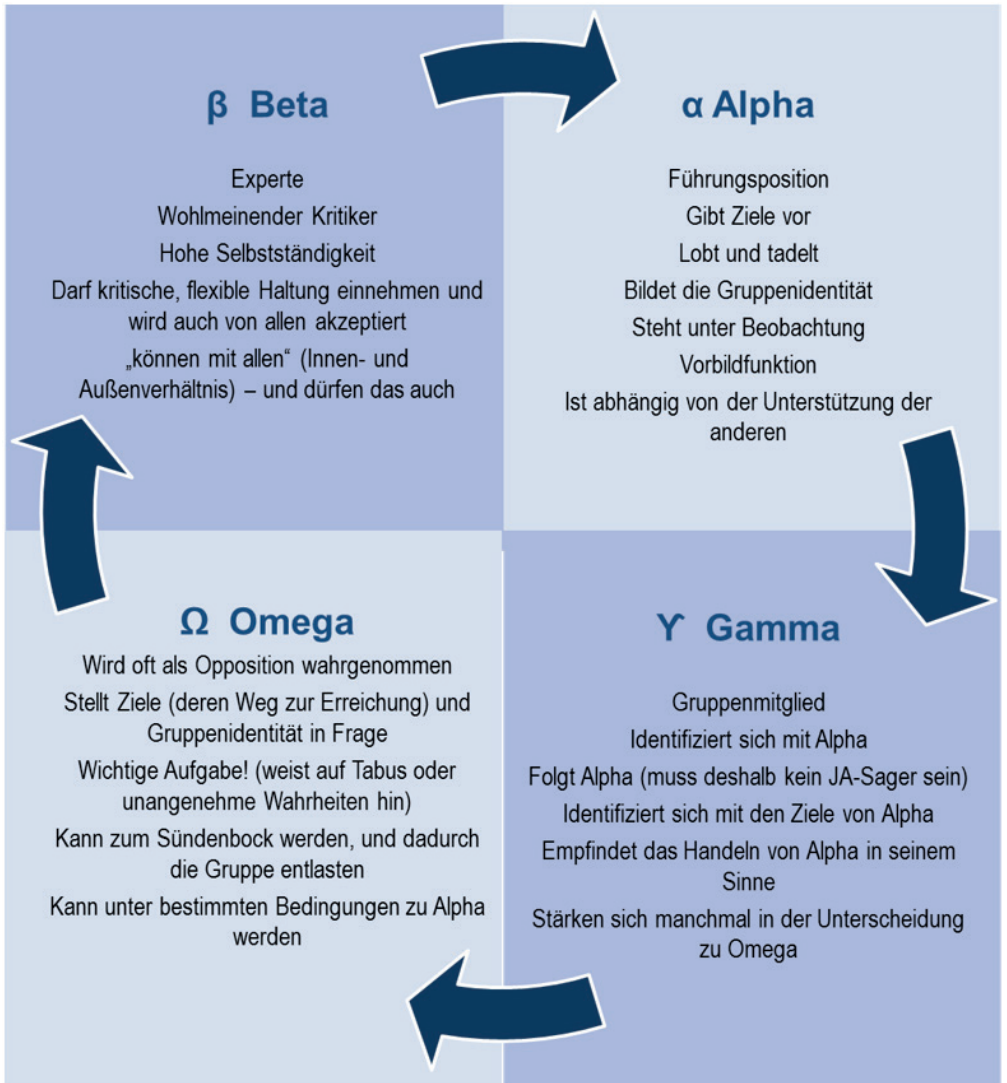 β Beta
Experte
Wohlmeinender Kritiker
Hohe Selbstständigkeit
Darf kritische, flexible Haltung einnehmen und
wird auch von allen akzeptiert
„können mit allen“ (Innen- und
Außenverhältnis) – und dürfen das auch
α Alpha
Führungsposition
Gibt Ziele vor
Lobt und tadelt
Bildet die Gruppenidentität
Steht unter Beobachtung
Vorbildfunktion
Ist abhängig von der Unterstützung der
anderen
Ω Omega
Wird oft als Opposition wahrgenommen
Stellt Ziele (deren Weg zur Erreichung) und
Gruppenidentität in Frage
Wichtige Aufgabe! (weist auf Tabus oder
unangenehme Wahrheiten hin)
Kann zum Sündenbock werden, und dadurch
die Gruppe entlasten
Kann unter bestimmten Bedingungen zu Alpha
werden
ϒ Gamma
Gruppenmitglied
Identifiziert sich mit Alpha
Folgt Alpha (muss deshalb kein JA-Sager sein)
Identifiziert sich mit den Ziele von Alpha
Empfindet das Handeln von Alpha in seinem
Sinne
Stärken sich manchmal in der Unterscheidung
zu Omega